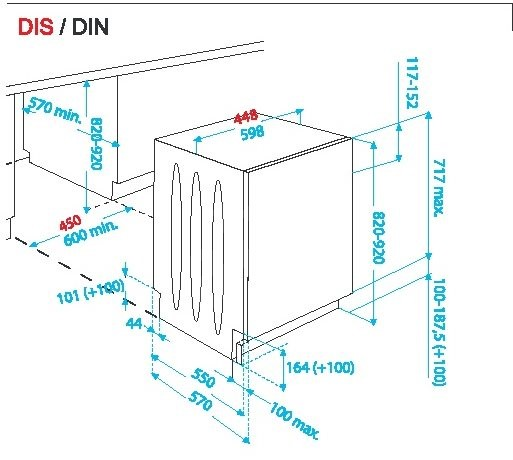 DIS / DIN
117-152
570 min.
820-920
448
598
717 max.
450
600 min.
820-920
101 (+100)
100-187,5 (+100)
44
164 (+100)
550
570
100 max.